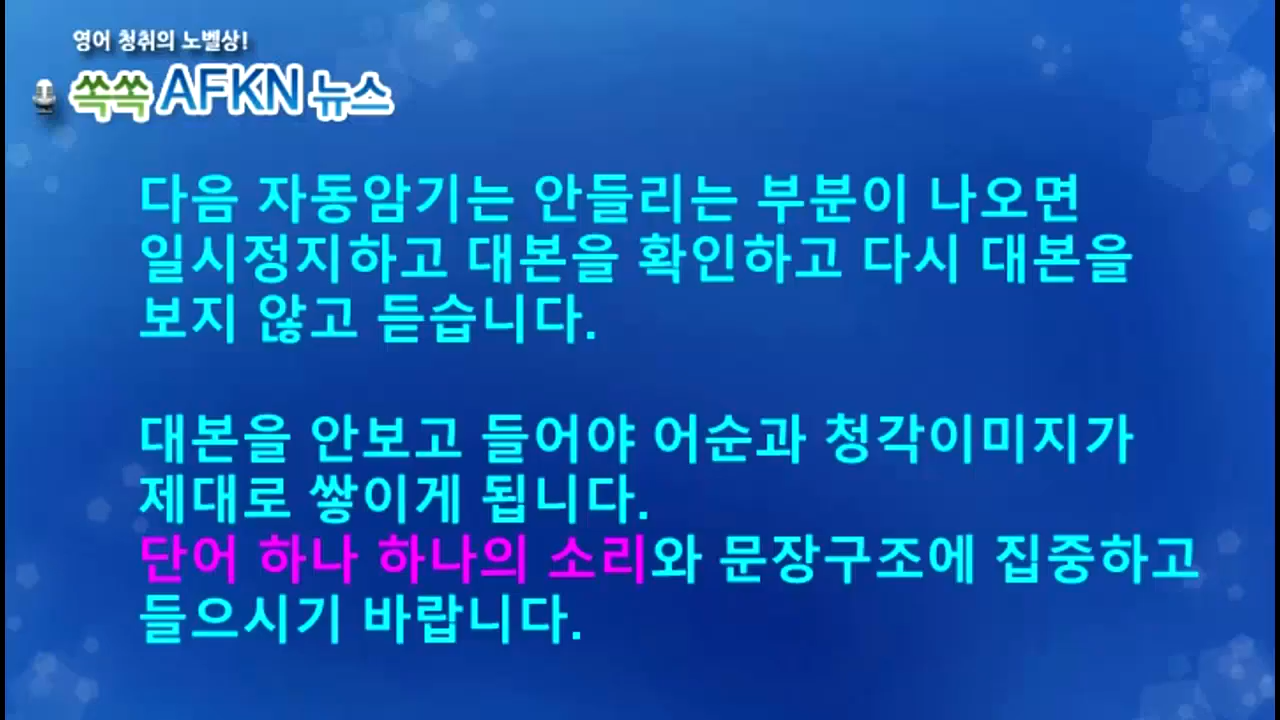 영어 청취의 노벨상!
쏙쏙 AFKN 뉴스
다음 자동암기는 안들리는 부분이 나오면
일시정지하고 대본을 확인하고 다시 대본을
보지 않고 듣습니다.
대본을 안보고 들어야 어순과 청각이미지가
제대로 쌓이게 됩니다.
단어 하나 하나의 소리와 문장구조에 집중하고
들으시기 바랍니다.